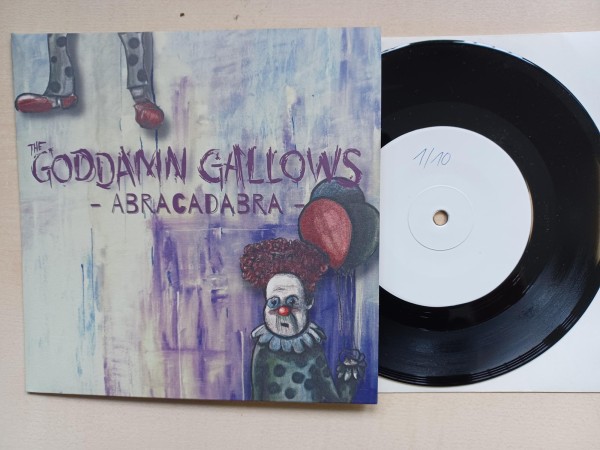 THE
GODDAMN GALLOWS
- ABRACADABRA -
1/10